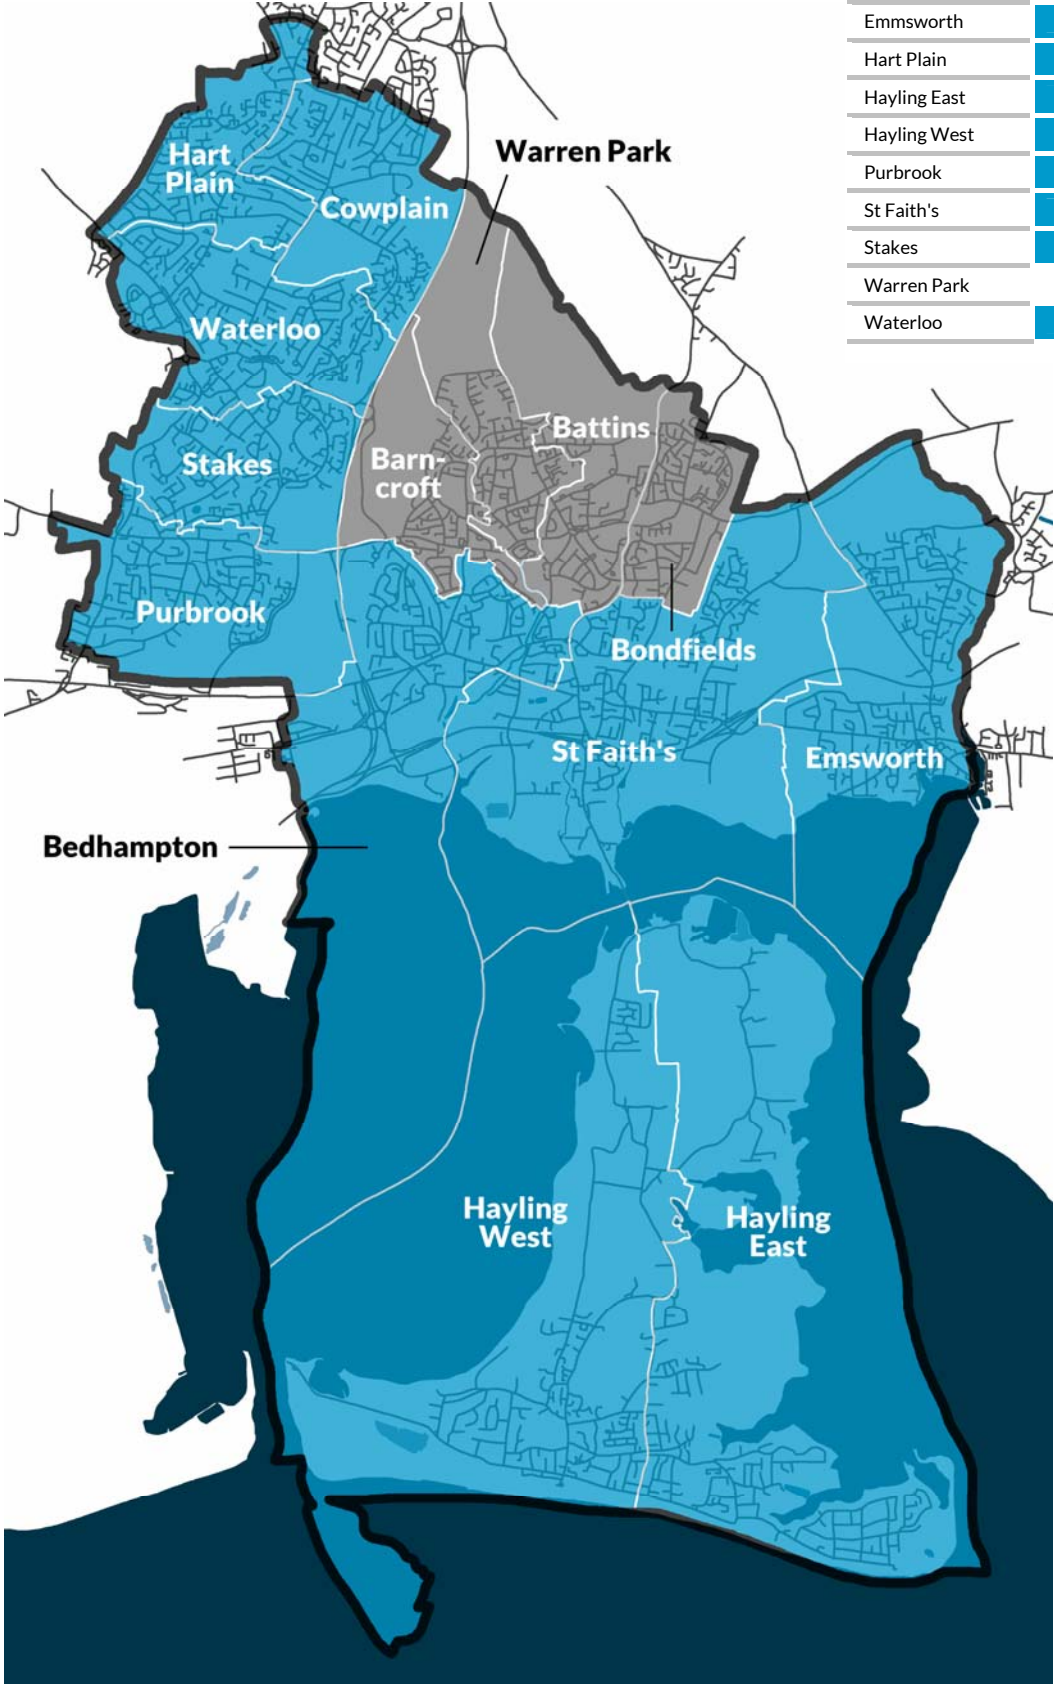 Emmsworth
Hart Plain
Hayling East
Hayling West
Purbrook
St Faith's
Stakes
Warren Park
Waterloo
Warren Park
Hart
Plain
Cowplain
Waterloo
Battins
Barn-
croft
Stakes
Purbrook
Bondfields
St Faith's
Emsworth
Bedhampton
Hayling
West
Hayling
East